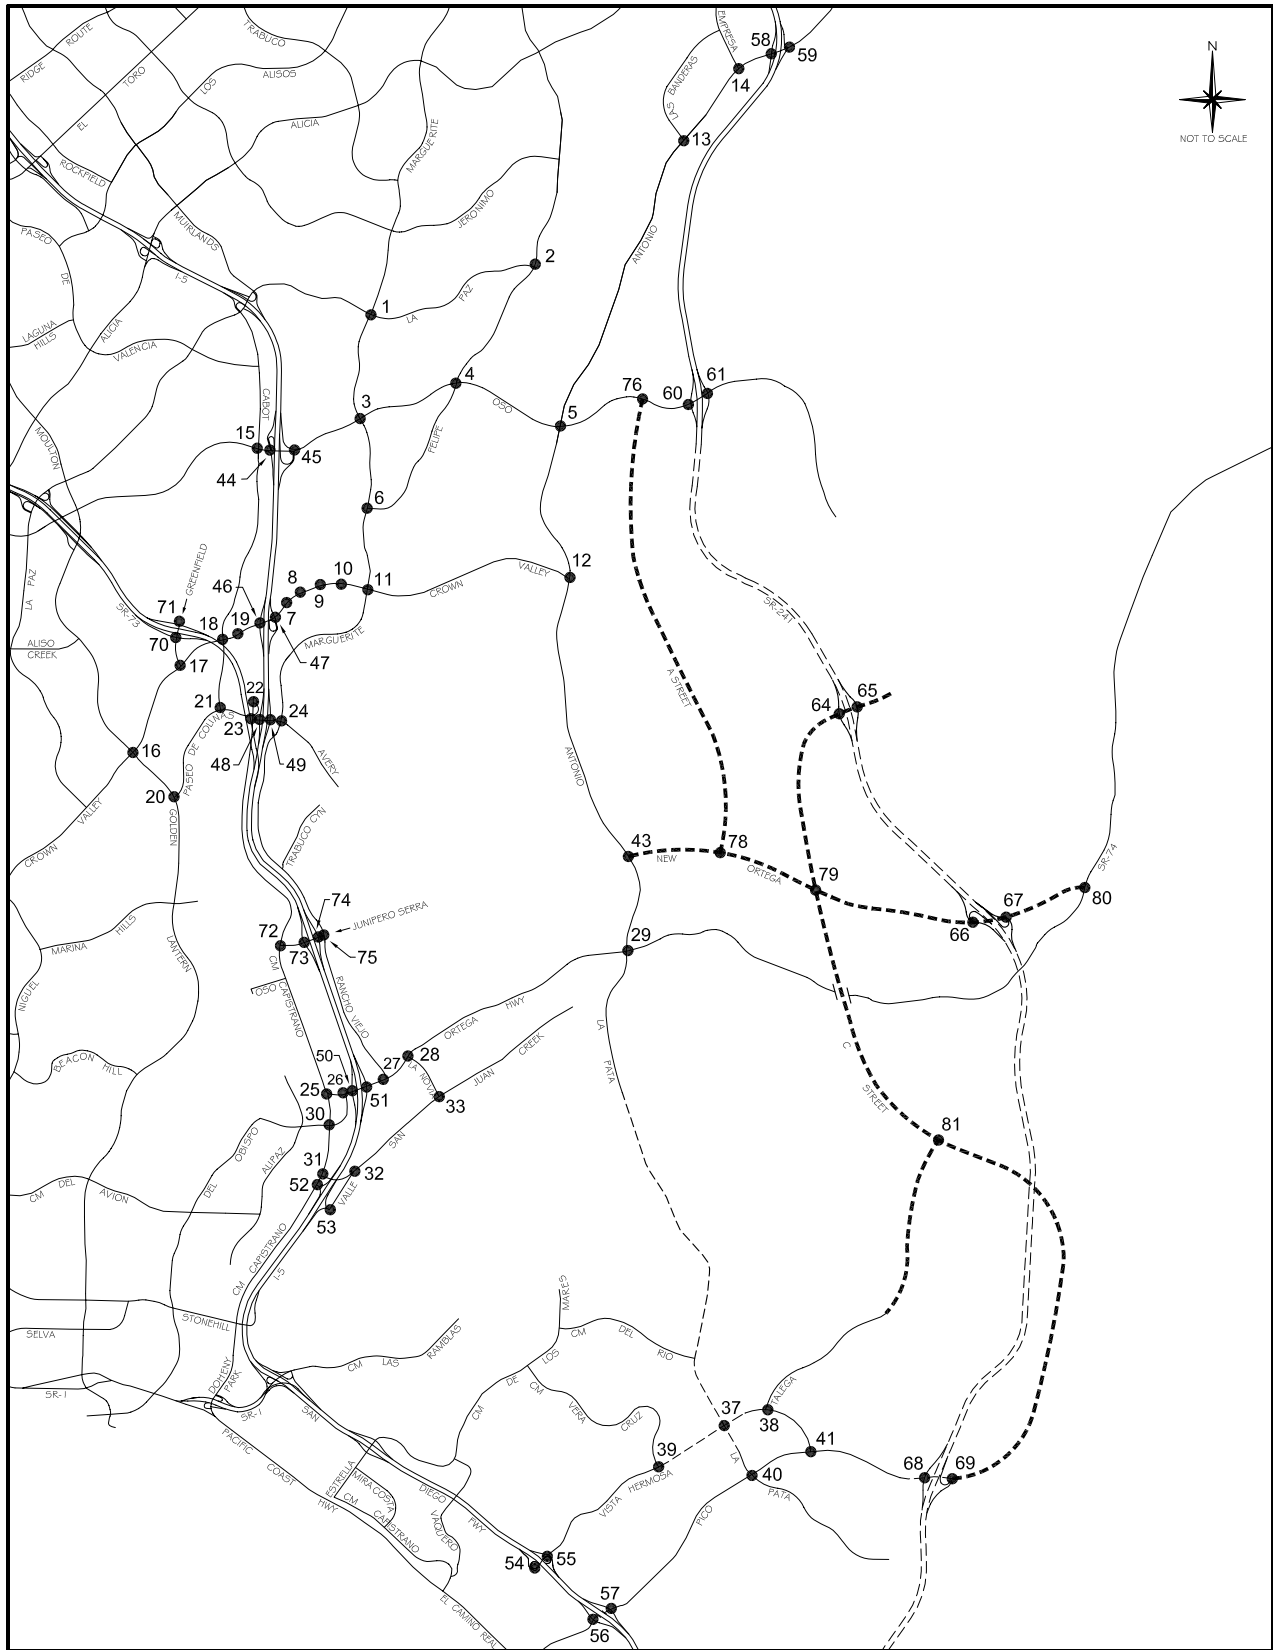 RIDGE ROUTE
TRABUCO
EMPRESA
58
59
N
EL TORO
LOS ALISOS
14
LAS BANDERAS
NOT TO SCALE
ALICIA
MARGUERITE
13
ROCKFIELD
JERONIMO
MUIRLANDS
PASEO DE VALENCIA
ANTONIO
2
I-5
LA PAZ
1
LAGUNA HILLS
ALICIA
4
61
76
60
CABOT
3
OSO
5
MOULTON
15
FELIPE
44
45
6
GREENFIELD
12
VALLEY
10
8
9
11
CROWN
46
7
LA PAZ
SR-73
71
19
18
70
MARGUERITE
SR-241
ALISO CREEK
17
47
A STREET
65
64
22
21
23
24
PASEO DE COLINAS
16
48
49
AVERY
ANTONIO
20
GOLDEN LANTERN
CROWN VALLEY
TRABUCO CYN
43
78
NEW ORTEGA
SR-74
79
67
80
74
JUNIPERO SERRA
66
72
73
75
29
MARINA HILLS
CM CAPISTRANO
OSO
RANCHO VIEJO
NIGUEL
ORTEGA HWY
LA PATA
C STREET
50
27
28
BEACON HILL
LA NOVIA
SAN JUAN CREEK
25
26
51
33
30
81
DEL OBISPO
ALIPAZ
31
32
52
VALLE
53
CM DEL AVION
CM CAPISTRANO
I-5
MARES
STONEHILL
SELVA
CM LAS RAMBLAS
CM DEL RIO
CM DE LOS
DOHENY PARK
SR-1
SR-1
CM VERA CRUZ
TALEGA
37
38
SAN DIEGO FWY
PACIFIC COAST HWY
41
39
LA PATA
40
68
69
ESTRELLA
MIRA COSTA
VISTA HERMOSA
CM CAPISTRANO
VAQUERO
PICO
54
55
57
EL CAMINO REAL
56